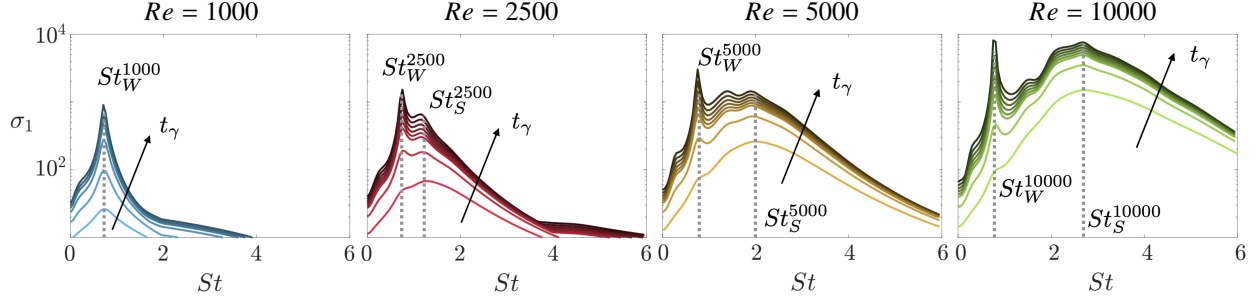 Re = 1000
Re = 2500
Re = 5000
Re = 10000
10^4
10^2
σ_1
St_W^1000
t_γ
0 2 4 6
St
St_W^2500
St_S^2500
t_γ
0 2 4 6
St
St_W^5000
t_γ
St_S^5000
0 2 4 6
St
t_γ
St_W^10000
St_S^10000
0 2 4 6
St